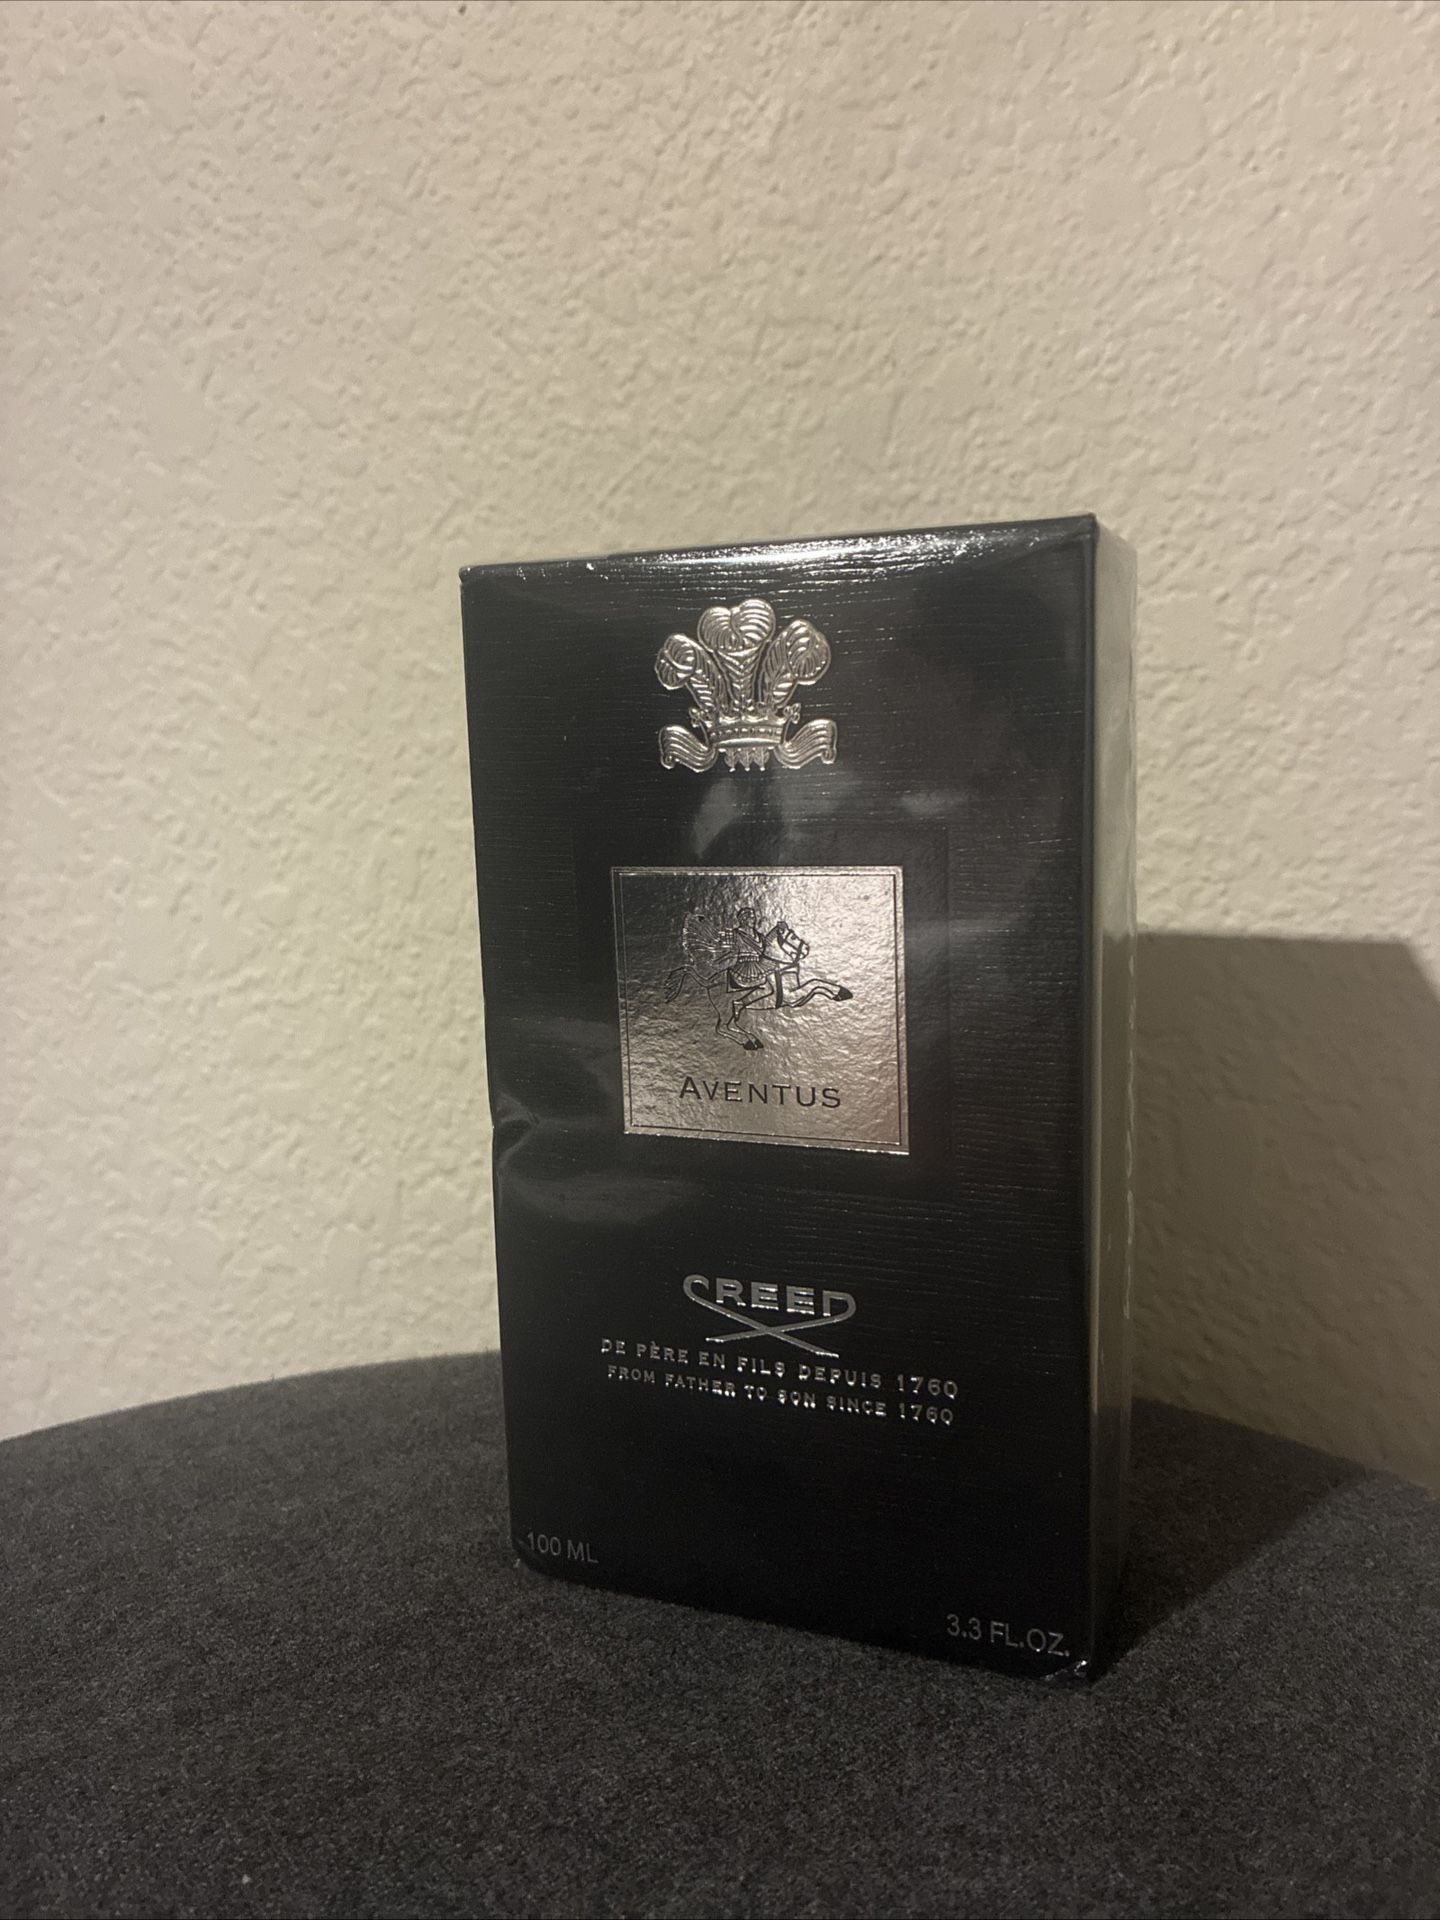 AVENTUS
CREED
DE PÈRE EN FILS DEPUIS 1760
FROM FATHER TO SON SINCE 1760
100 ML
3.3 FL.OZ.